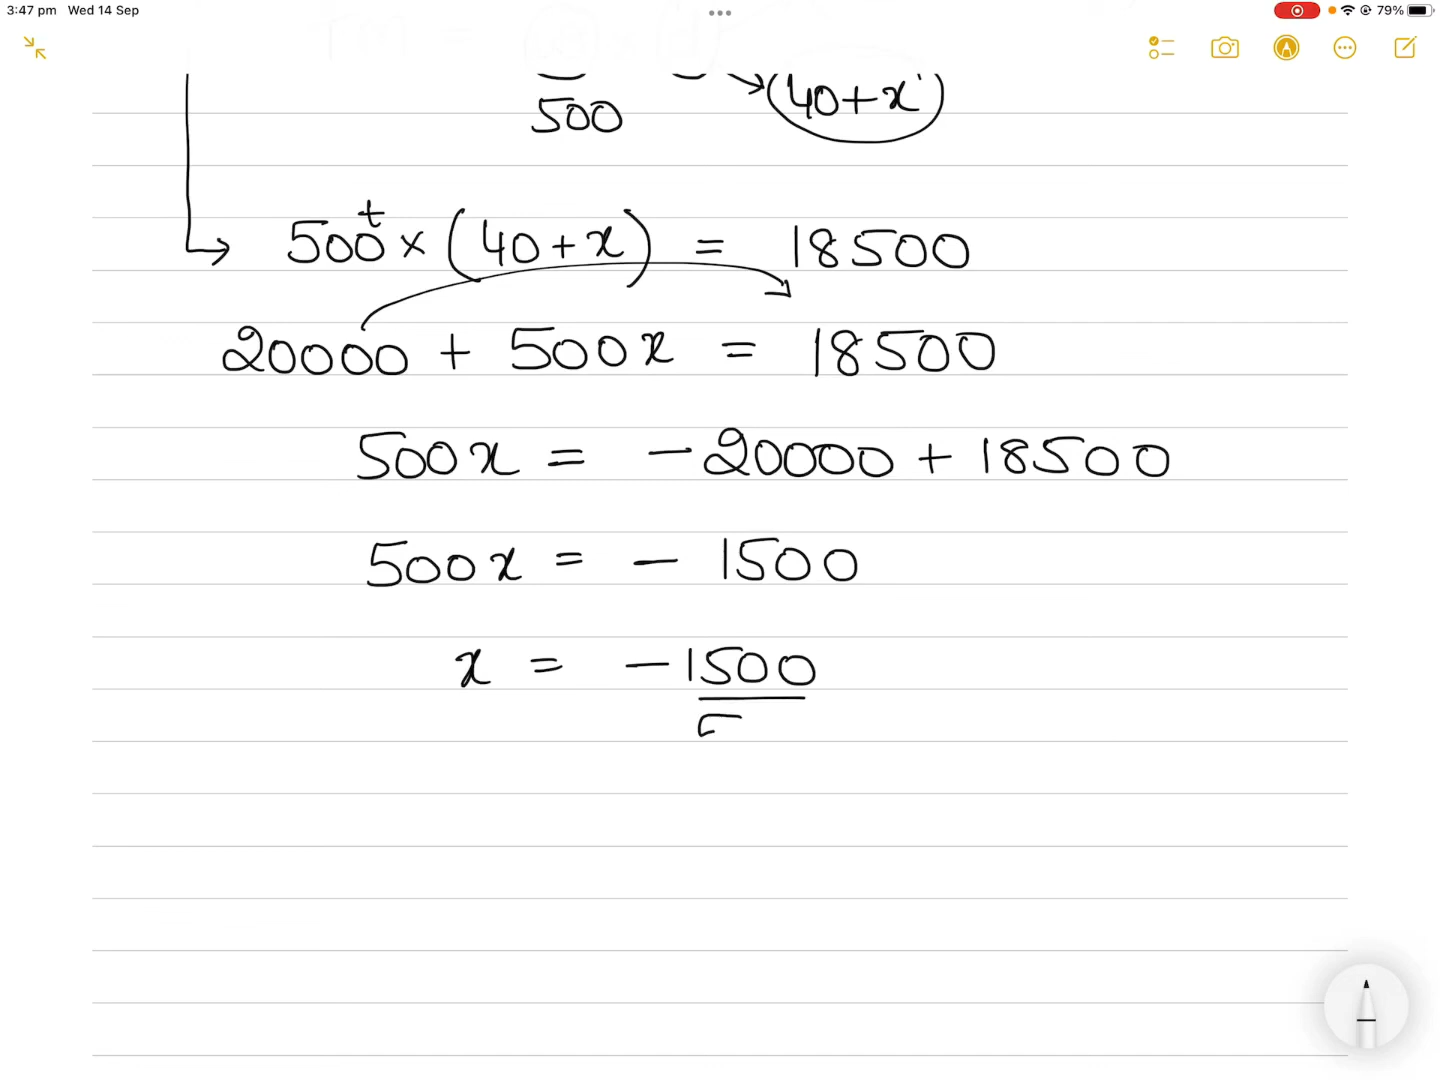 3:47 pm Wed 14 Sep
79%
(40+x)
500
500^t × (40+x) = 18500
20000 + 500x = 18500
500x = -20000 + 18500
500x = - 1500
x = -1500
5